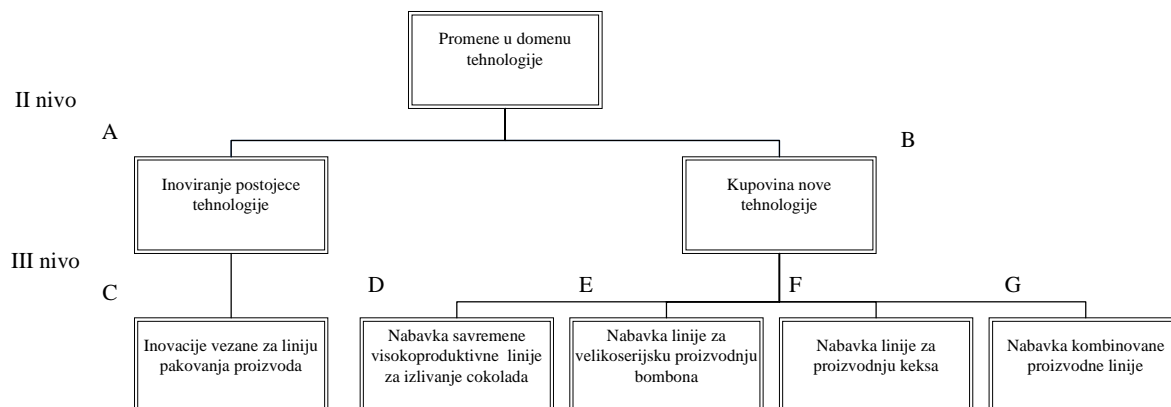 Promene u domenu
tehnologije
II nivo
A
B
Inoviranje postojece
tehnologije
Kupovina nove
tehnologije
III nivo
C
D
E
F
G
Inovacije vezane za liniju
pakovanja proizvoda
Nabavka savremene
visokoproduktivne linije
za izlivanje cokolada
Nabavka linije za
velikoserijsku proizvodnju
bombona
Nabavka linije za
proizvodnju keksa
Nabavka kombinovane
proizvodne linije